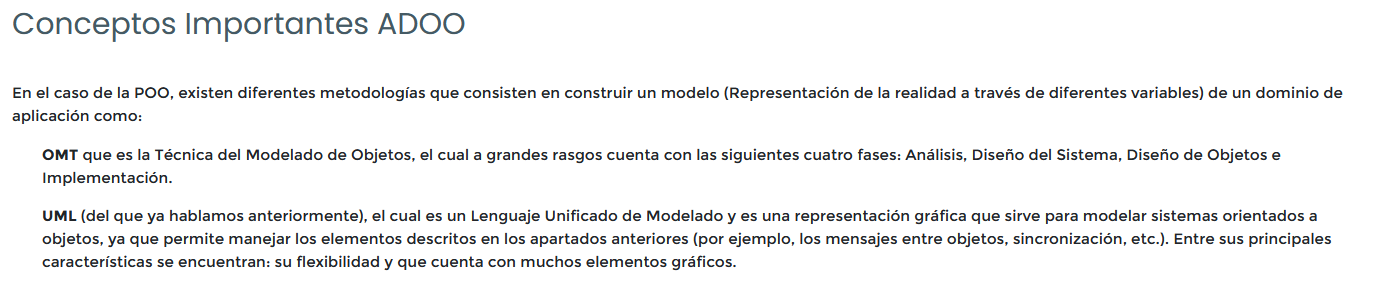 Conceptos Importantes ADOO
En el caso de la POO, existen diferentes metodologías que consisten en construir un modelo (Representación de la realidad a través de diferentes variables) de un dominio de
aplicación como:
OMT que es la Técnica del Modelado de Objetos, el cual a grandes rasgos cuenta con las siguientes cuatro fases: Análisis, Diseño del Sistema, Diseño de Objetos e
Implementación.
UML (del que ya hablamos anteriormente), el cual es un Lenguaje Unificado de Modelado y es una representación gráfica que sirve para modelar sistemas orientados a
objetos, ya que permite manejar los elementos descritos en los apartados anteriores (por ejemplo, los mensajes entre objetos, sincronización, etc.). Entre sus principales
características se encuentran: su flexibilidad y que cuenta con muchos elementos gráficos.